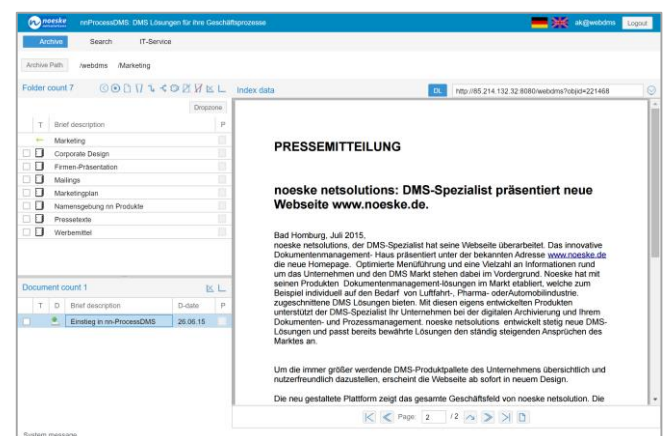 noeske
nnProcessDMS: DMS Lösungen für ihre Geschäftsprozesse
ak@webdms
Logout
Archive
Search
IT-Service
Archive Path
/webdms
/Marketing
Folder count 7
Dropzone
T Brief description P
Marketing
Corporate Design
Firmen-Präsentation
Mailings
Marketingplan
Namensgebung nn Produkte
Pressetexte
Werbemittel
Document count 1
T D Brief description D-date P
Einstieg in nn-ProcessDMS 26.06.15
System message
Index data
DL
http://85.214.132.32:8080/webdms?objid=221468
PRESSEMITTEILUNG
noeske netsolutions: DMS-Spezialist präsentiert neue
Webseite www.noeske.de.
Bad Homburg, Juli 2015,
noeske netsolutions, der DMS-Spezialist hat seine Webseite überarbeitet. Das innovative
Dokumentenmanagement- Haus präsentiert unter der bekannten Adresse www.noeske.de
die neue Homepage. Optimierte Menüführung und eine Vielzahl an Informationen rund
um das Unternehmen und den DMS Markt stehen dabei im Vordergrund. Noeske hat mit
seinen Produkten Dokumentenmanagement-lösungen im Markt etabliert, welche zum
Beispiel individuell auf den Bedarf von Luftfahrt-, Pharma- oderAutomobilindustrie.
zugeschnittene DMS Lösungen bieten. Mit diesen eigens entwickelten Produkten
unterstützt der DMS-Spezialist Ihr Unternehmen bei der digitalen Archivierung und Ihrem
Dokumenten- und Prozessmanagement. noeske netsolutions entwickelt stetig neue DMS-
Lösungen und passt bereits bewährte Lösungen den ständig steigenden Ansprüchen des
Marktes an.
Um die immer größer werdende DMS-Produktpallete des Unternehmens übersichtlich und
nutzerfreundlich dazustellen, erscheint die Webseite ab sofort in neuem Design.
Die neu gestaltete Plattform zeigt das gesamte Geschäftsfeld von noeske netsolution. Die
Page: 2 / 2